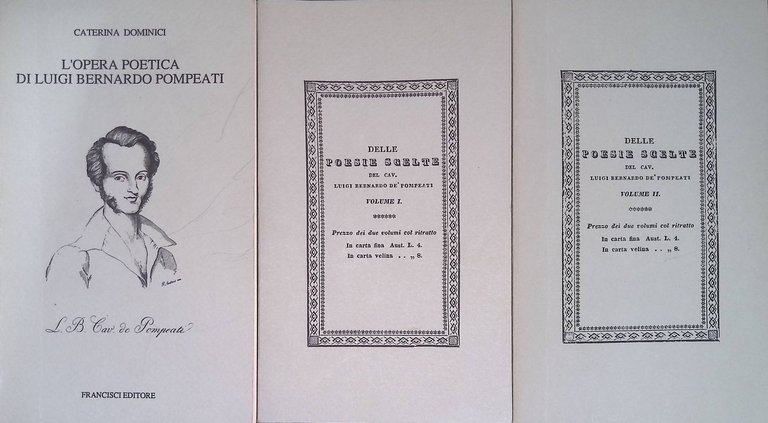 CATERINA DOMINICI
L'OPERA POETICA
DI LUIGI BERNARDO POMPEATI
L. B. Cav. de Pompeati
FRANCISCI EDITORE
DELLE
POESIE SCELTE
DEL CAV.
LUIGI BERNARDO DE' POMPEATI
VOLUME I.
Prezzo dei due volumi col ritratto
In carta fina Aust. L. 4.
In carta velina . . „ 8.
DELLE
POESIE SCELTE
DEL CAV.
LUIGI BERNARDO DE' POMPEATI
VOLUME II.
Prezzo dei due volumi col ritratto
In carta fina Aust. L. 4.
In carta velina . . „ 8.